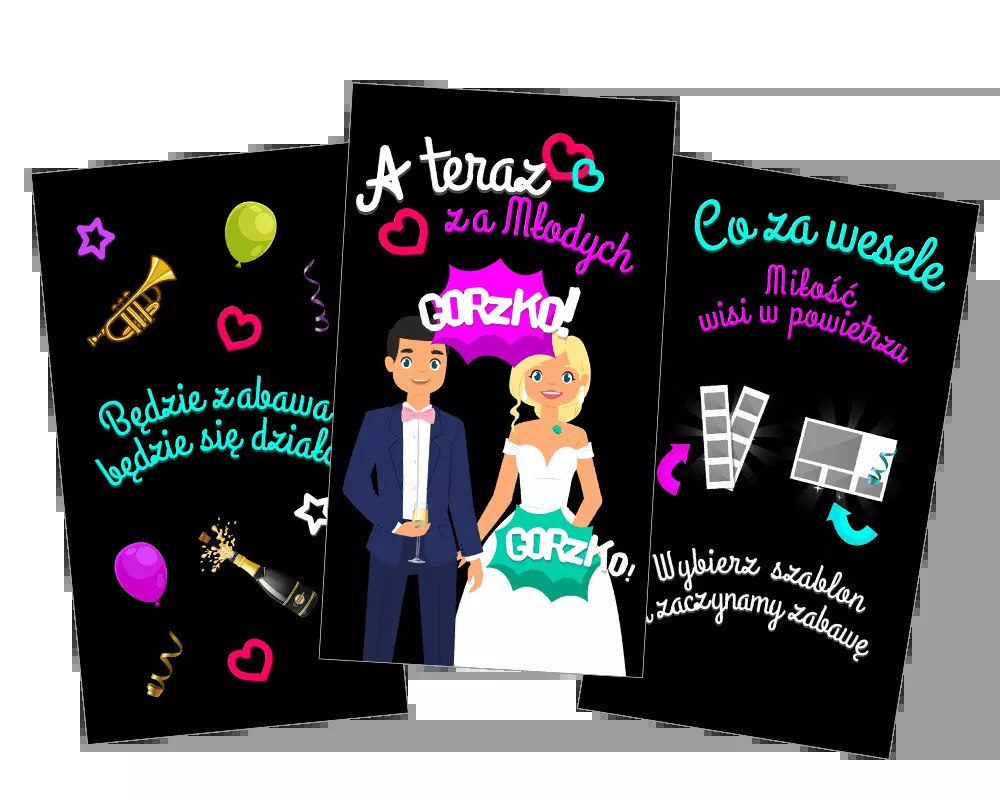 Będzie zabawa
będzie się działo
A teraz
za Młodych
GORZKO!
GORZKO!
Co za wesele
Miłość
wisi w powietrzu
Wybierz szablon
i zaczynamy zabawę